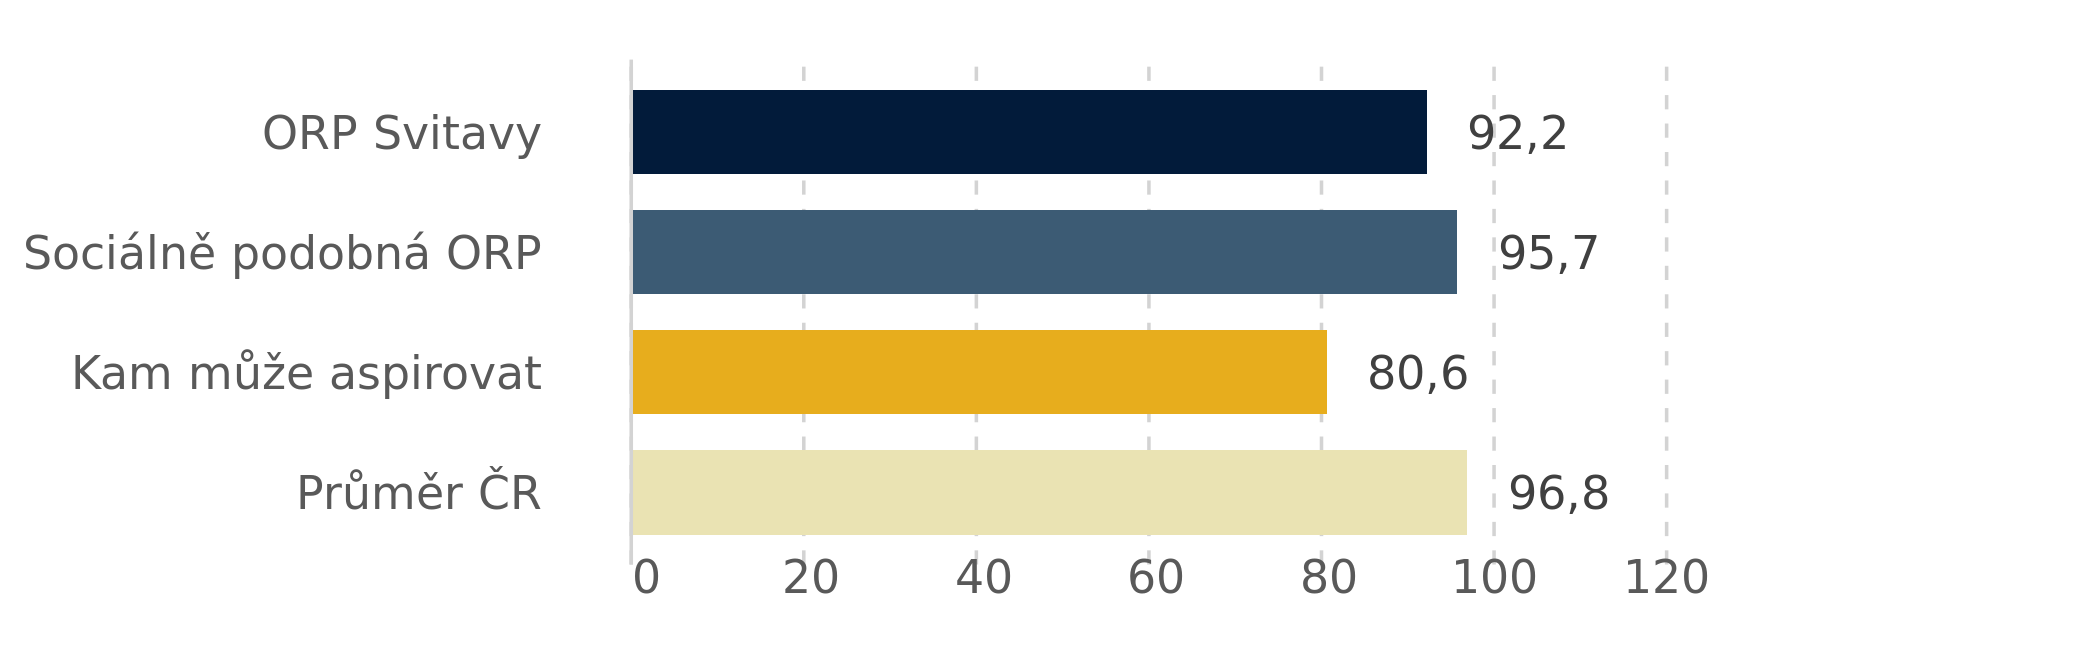 ORP Svitavy 92,2
Sociálně podobná ORP 95,7
Kam může aspirovat 80,6
Průměr ČR 96,8
0 20 40 60 80 100 120